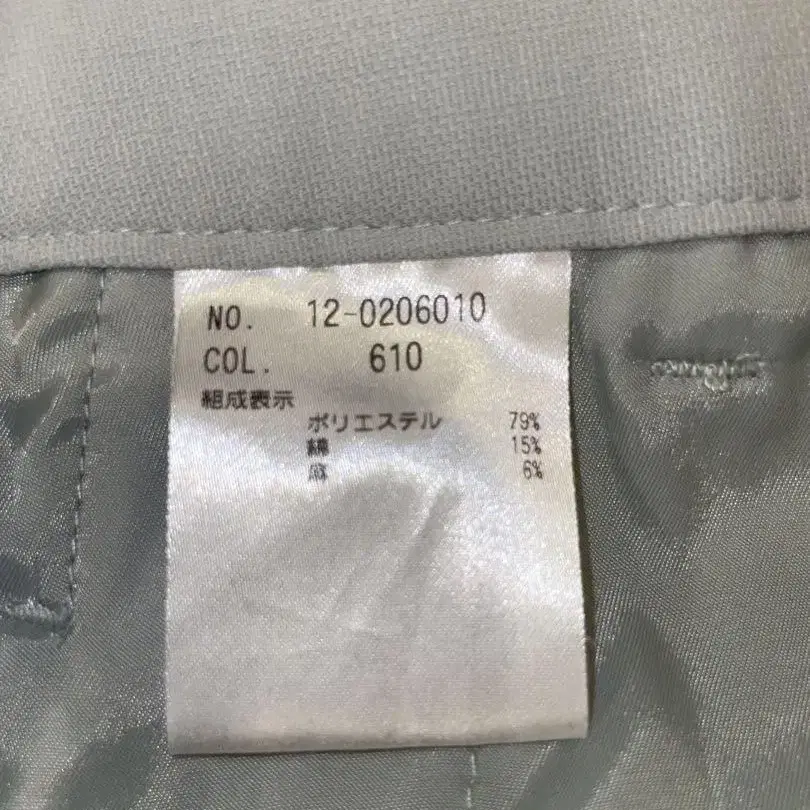 NO. 12-0206010
COL. 610
組成表示
ポリエステル 79%
綿 15%
麻 6%